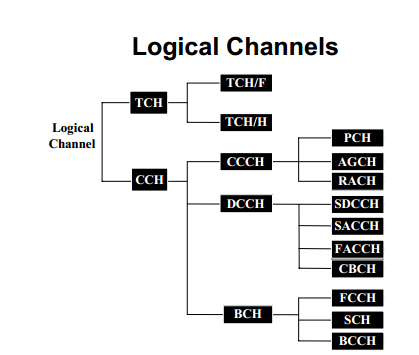 Logical Channels
TCH/F
TCH
TCH/H
Logical
Channel
PCH
CCCH
AGCH
CCH
RACH
DCCH
SDCCH
SACCH
FACCH
CBCH
FCCH
BCH
SCH
BCCH